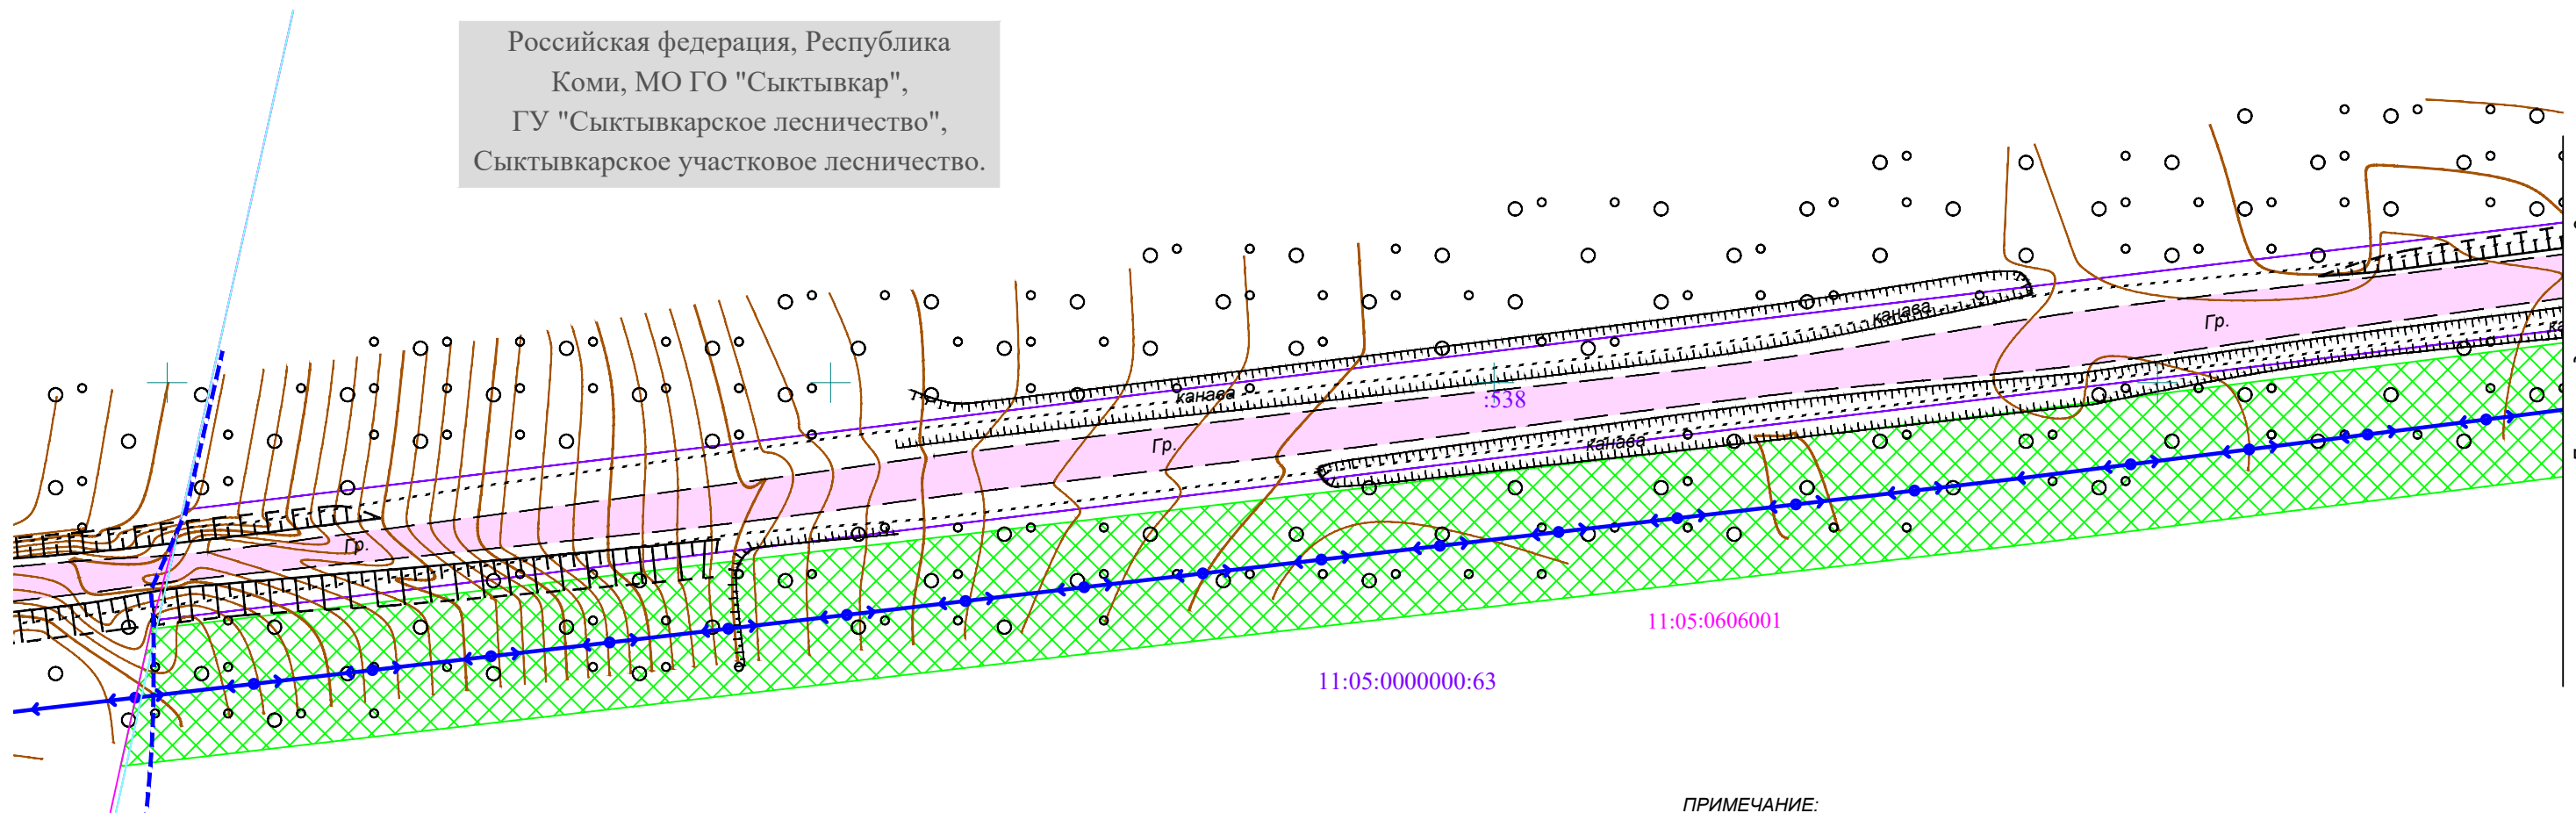 Российская федерация, Республика
Коми, МО ГО "Сыктывкар",
ГУ "Сыктывкарское лесничество",
Сыктывкарское участковое лесничество.
канава
Гр.
канава
:538
Гр.
канава
Гр.
11:05:0606001
11:05:0000000:63
ПРИМЕЧАНИЕ: